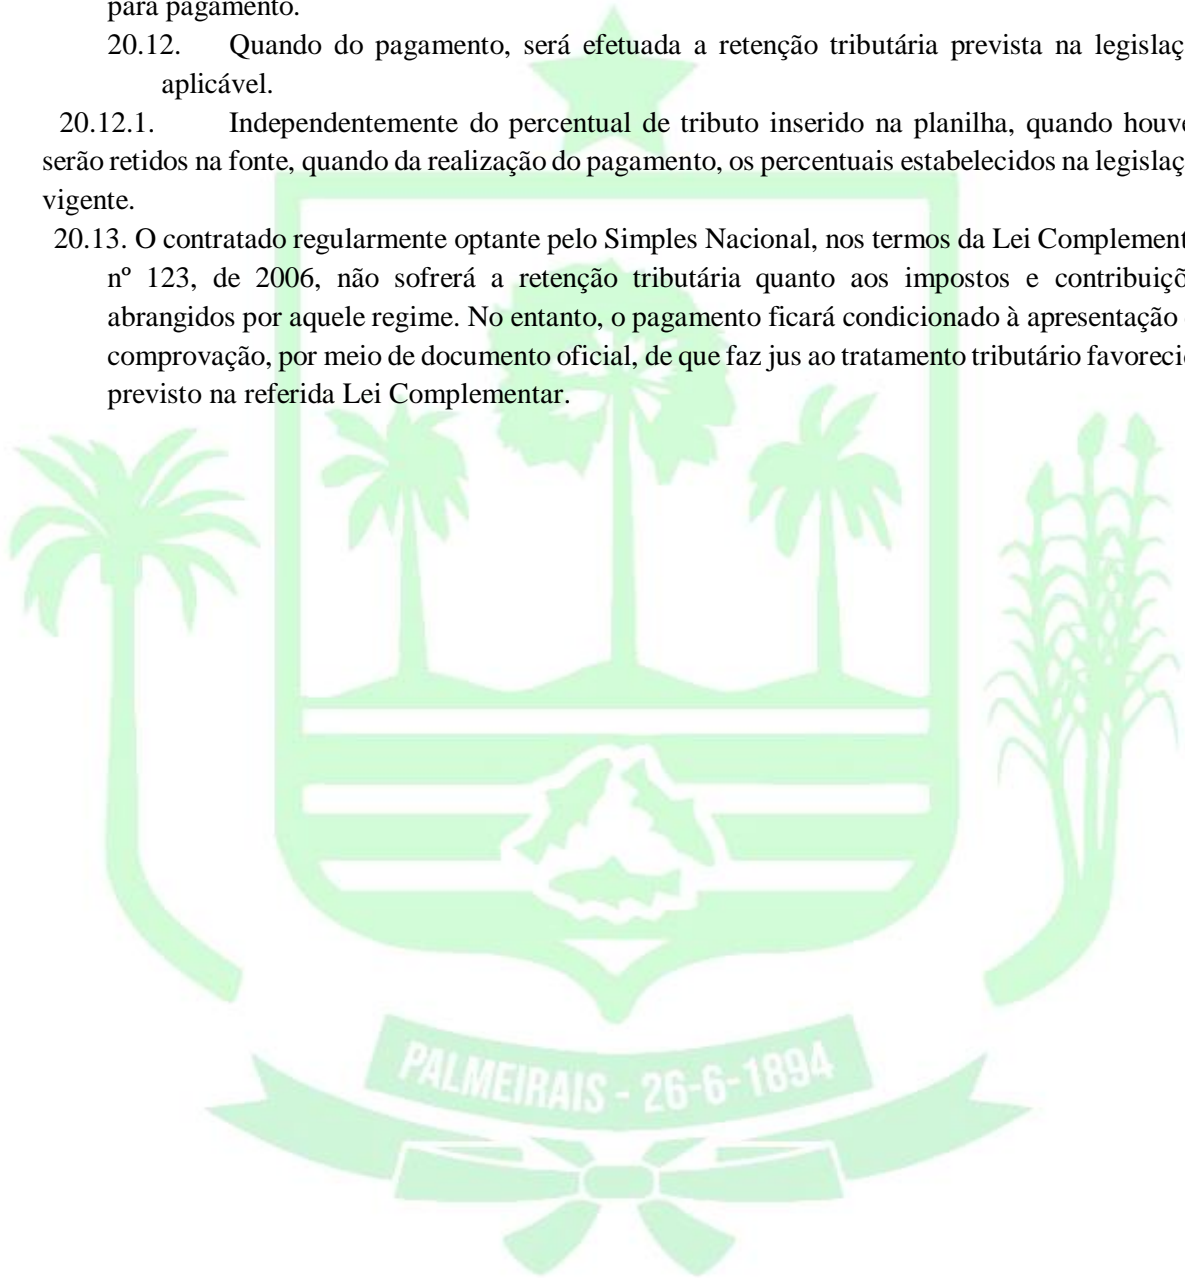 para pagamento.
20.12. Quando do pagamento, será efetuada a retenção tributária prevista na legislaç
aplicável.
20.12.1. Independentemente do percentual de tributo inserido na planilha, quando houve
serão retidos na fonte, quando da realização do pagamento, os percentuais estabelecidos na legislaç
vigente.
20.13. O contratado regularmente optante pelo Simples Nacional, nos termos da Lei Complement
nº 123, de 2006, não sofrerá a retenção tributária quanto aos impostos e contribuiçõ
abrangidos por aquele regime. No entanto, o pagamento ficará condicionado à apresentação
comprovação, por meio de documento oficial, de que faz jus ao tratamento tributário favoreci
previsto na referida Lei Complementar.
PALMEIRAIS - 26-6-1894